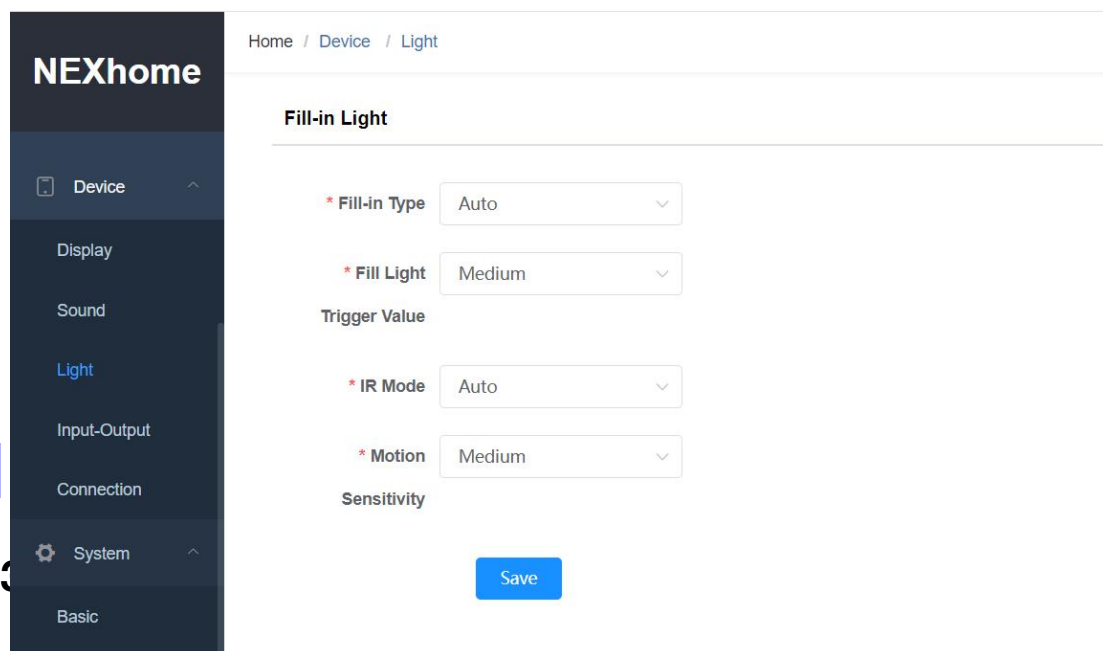 NEXhome
Home / Device / Light
Fill-in Light
Device
Display
Sound
Light
Input-Output
Connection
System
Basic
* Fill-in Type Auto
* Fill Light Medium
Trigger Value
* IR Mode Auto
* Motion Medium
Sensitivity
Save